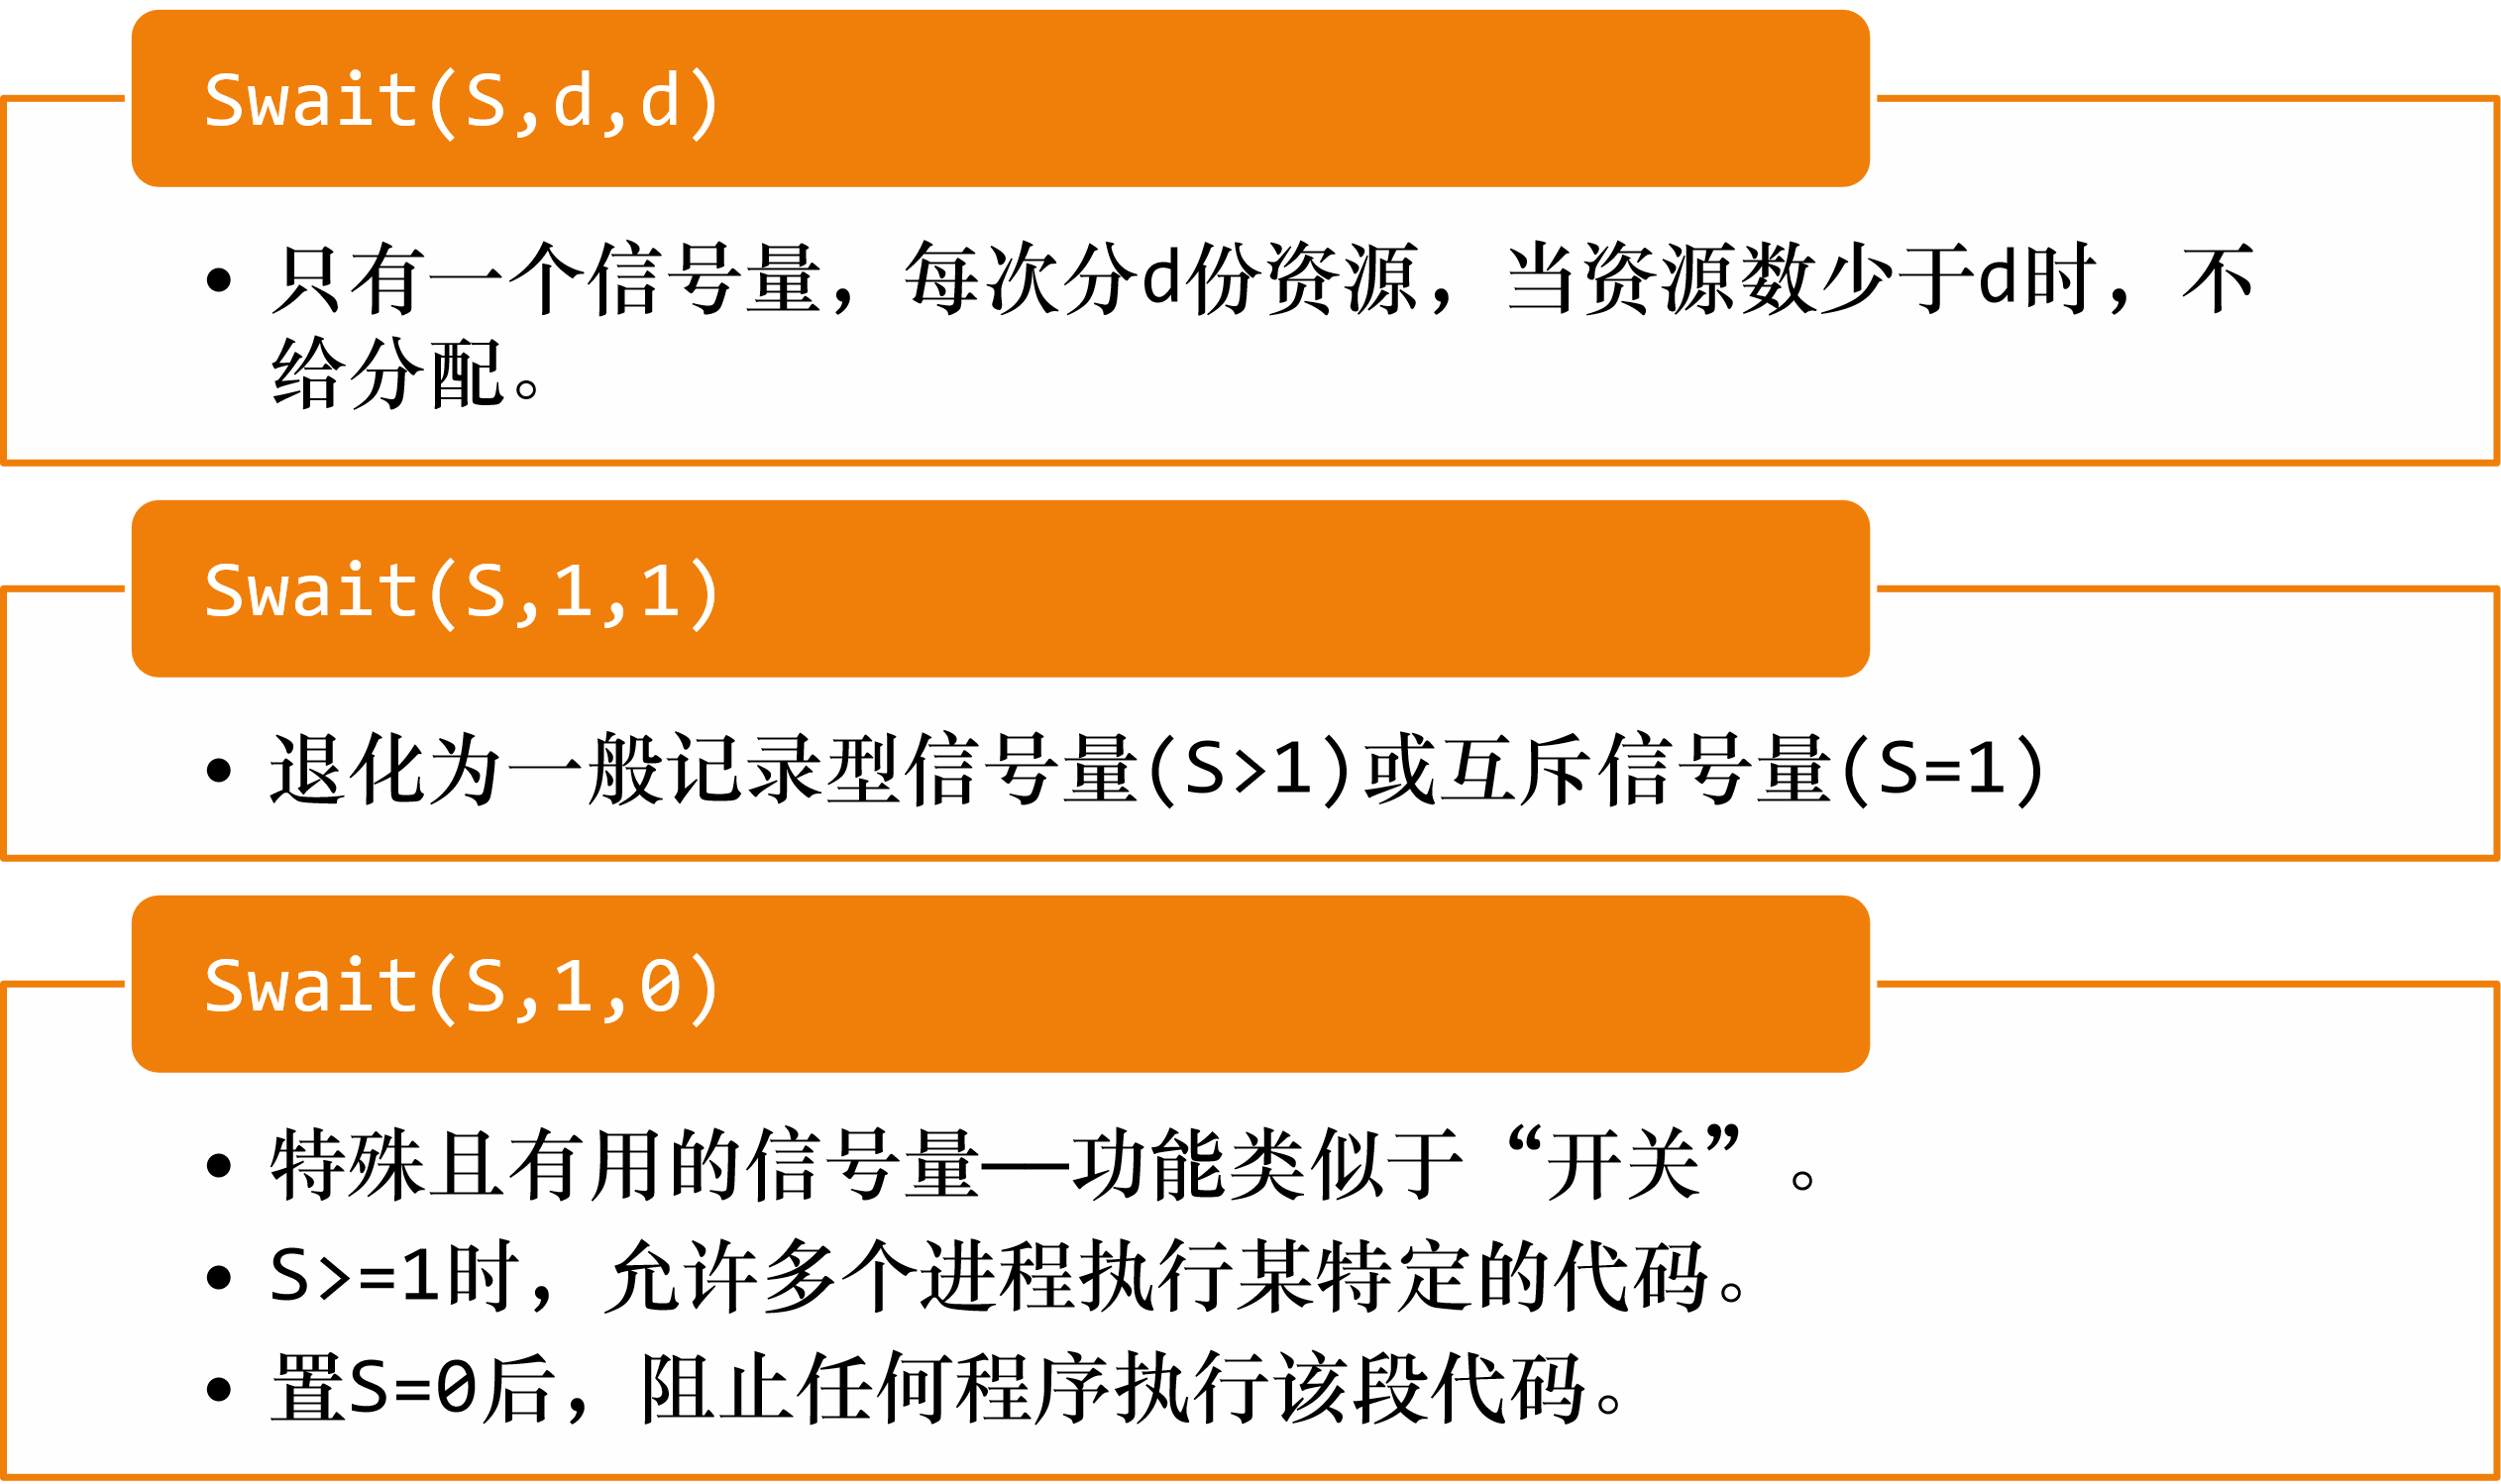 Swait(S,d,d)
• 只有一个信号量，每次分d个资源，当资源数少于d时，不
给分配。
Swait(S,1,1)
• 退化为一般记录型信号量(S>1)或互斥信号量(S=1)
Swait(S,1,0)
• 特殊且有用的信号量——功能类似于“开关”。
• S>=1时，允许多个进程执行某特定的代码。
• 置S=0后，阻止任何程序执行该段代码。